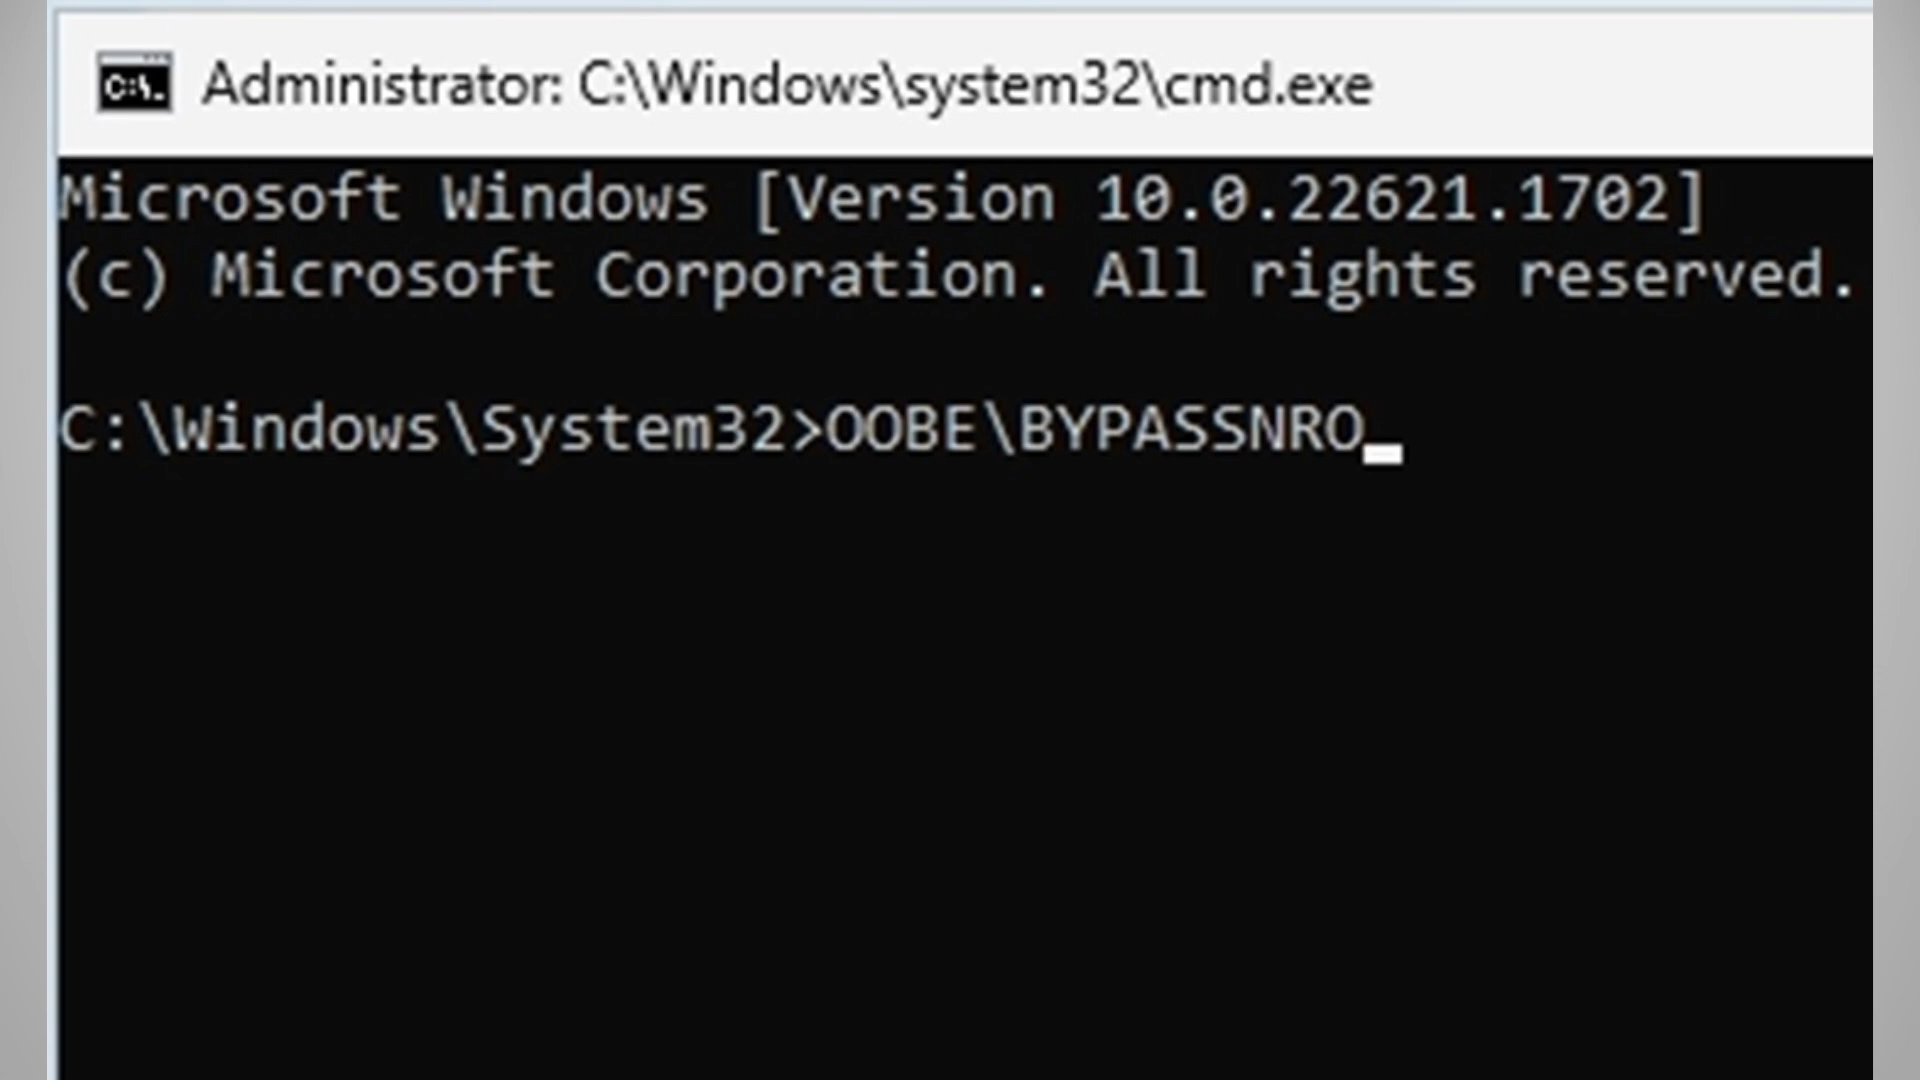 C:\.
Administrator: C:\Windows\system32\cmd.exe
Microsoft Windows [Version 10.0.22621.1702]
(c) Microsoft Corporation. All rights reserved.
C:\Windows\System32>OOBE\BYPASSNRO